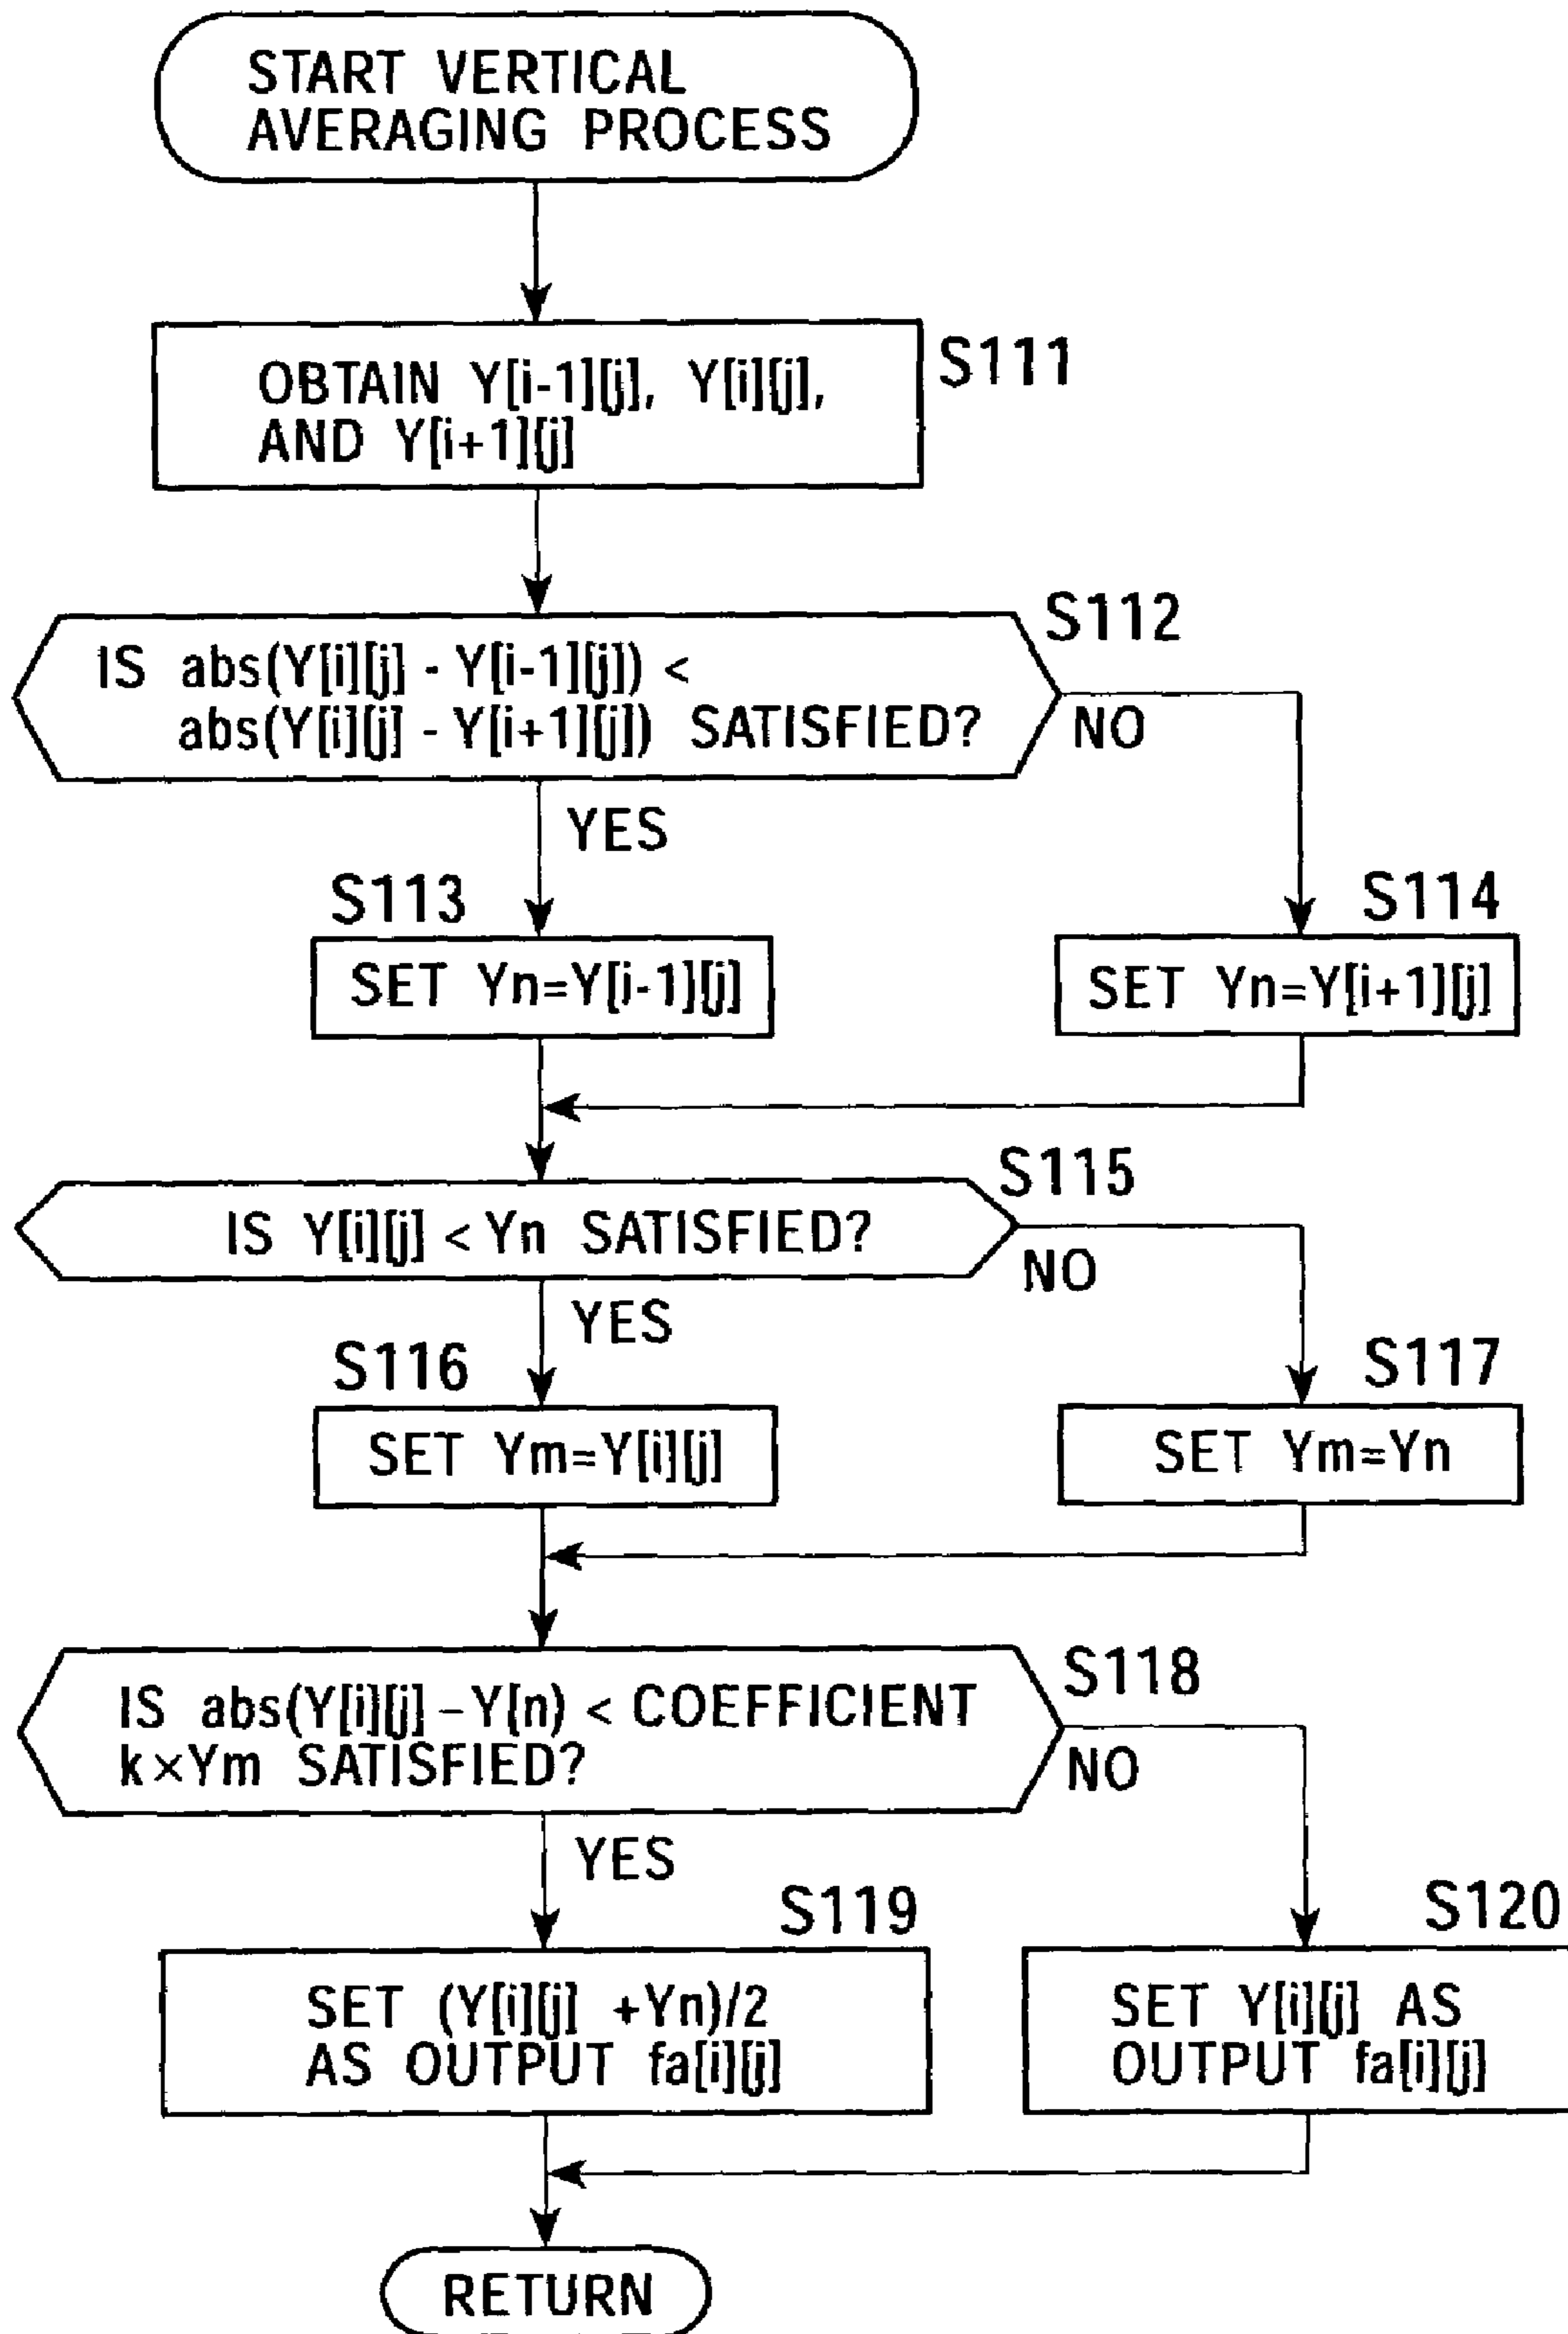 START VERTICAL
AVERAGING PROCESS
OBTAIN Y[i-1][j], Y[i][j],
AND Y[i+1][j]
S111
IS abs(Y[i][j] - Y[i-1][j]) <
abs(Y[i][j] - Y[i+1][j]) SATISFIED?
S112
NO
YES
S113
SET Yn=Y[i-1][j]
S114
SET Yn=Y[i+1][j]
S115
IS Y[i][j] < Yn SATISFIED?
NO
YES
S116
SET Ym=Y[i][j]
S117
SET Ym=Yn
S118
IS abs(Y[i][j] – Y[n) < COEFFICIENT
k×Ym SATISFIED?
NO
YES
S119
SET (Y[i][j] +Yn)/2
AS OUTPUT fa[i][j]
S120
SET Y[i][j] AS
OUTPUT fa[i][j]
RETURN